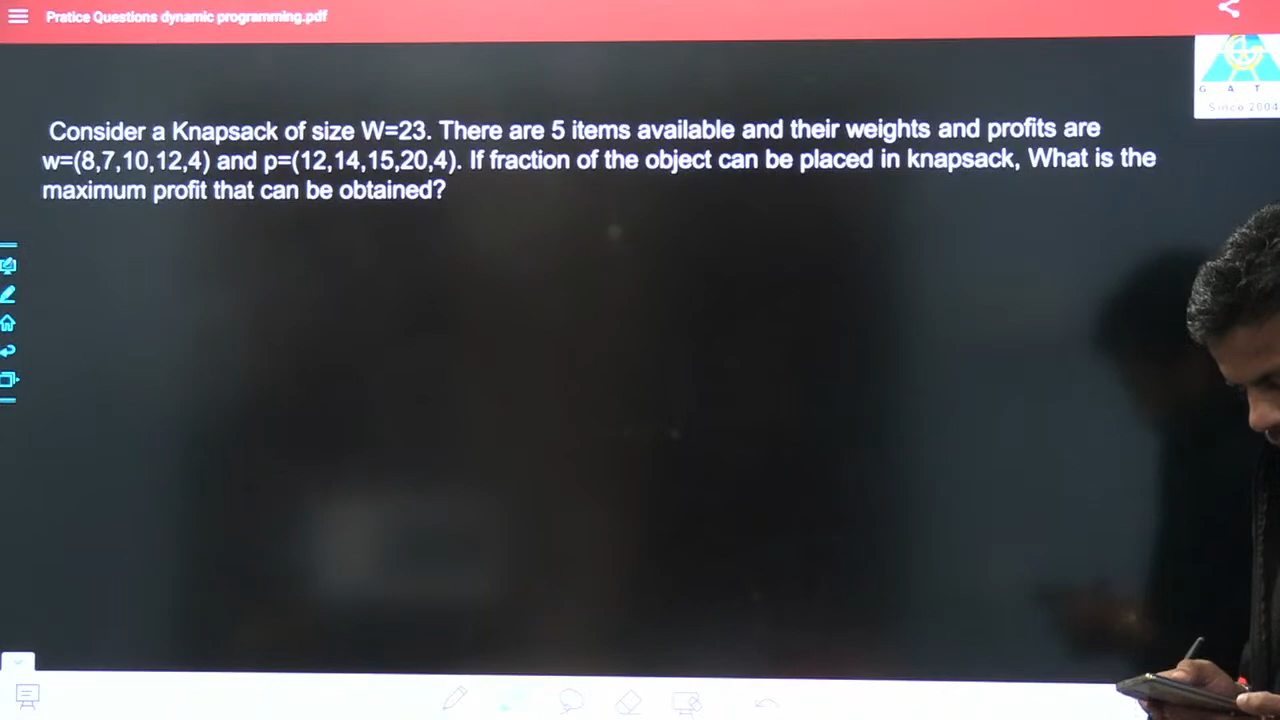 Pratice Questions dynamic programming.pdf
G A T
Since 2004
Consider a Knapsack of size W=23. There are 5 items available and their weights and profits are
w=(8,7,10,12,4) and p=(12,14,15,20,4). If fraction of the object can be placed in knapsack, What is the
maximum profit that can be obtained?